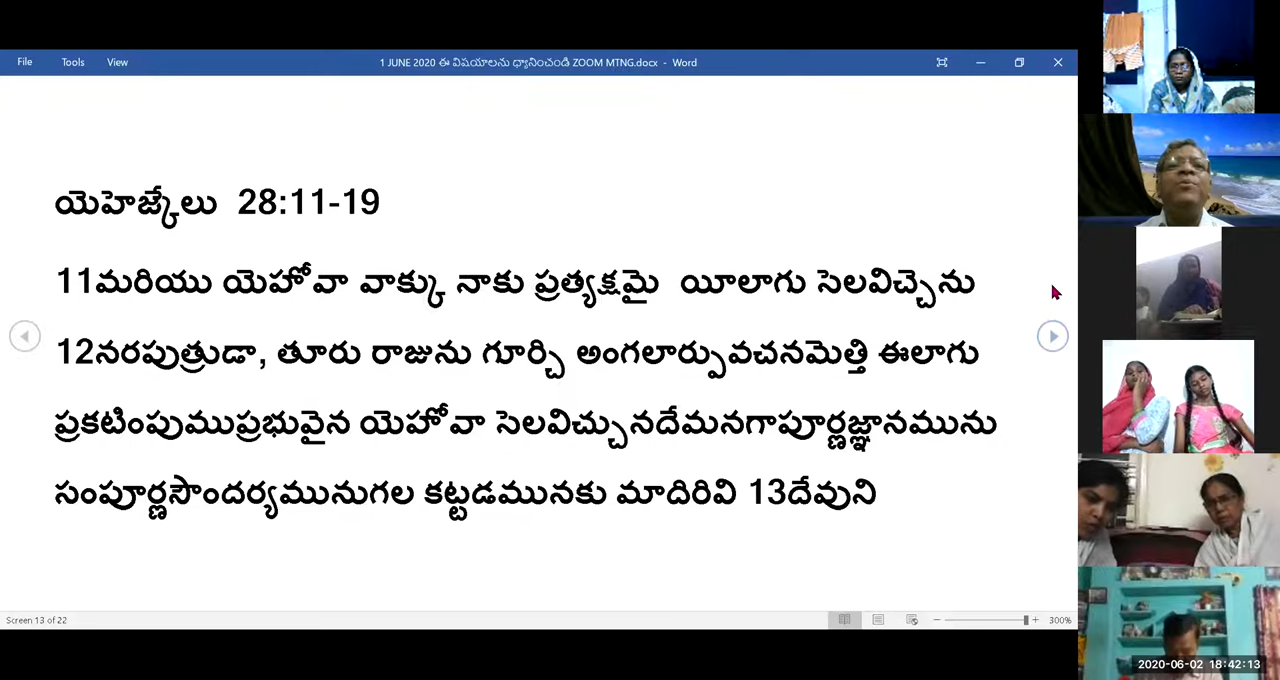 File Tools View 1 JUNE 2020 ఈ విషయాలను ధ్యానించండి ZOOM MTNG.docx - Word
యెహెజ్కేలు 28:11-19
11మరియు యెహోవా వాక్కు నాకు ప్రత్యక్షమై యీలాగు సెలవిచ్చెను
12నరపుత్రుడా, తూరు రాజును గూర్చి అంగలార్పువచనమెత్తి ఈలాగు
ప్రకటింపుముప్రభువైన యెహోవా సెలవిచ్చునదేమనగాపూర్ణజ్ఞానమును
సంపూర్ణసౌందర్యమునుగల కట్టడమునకు మాదిరివి 13దేవుని
Screen 13 of 22 300%
2020-06-02 18:42:13